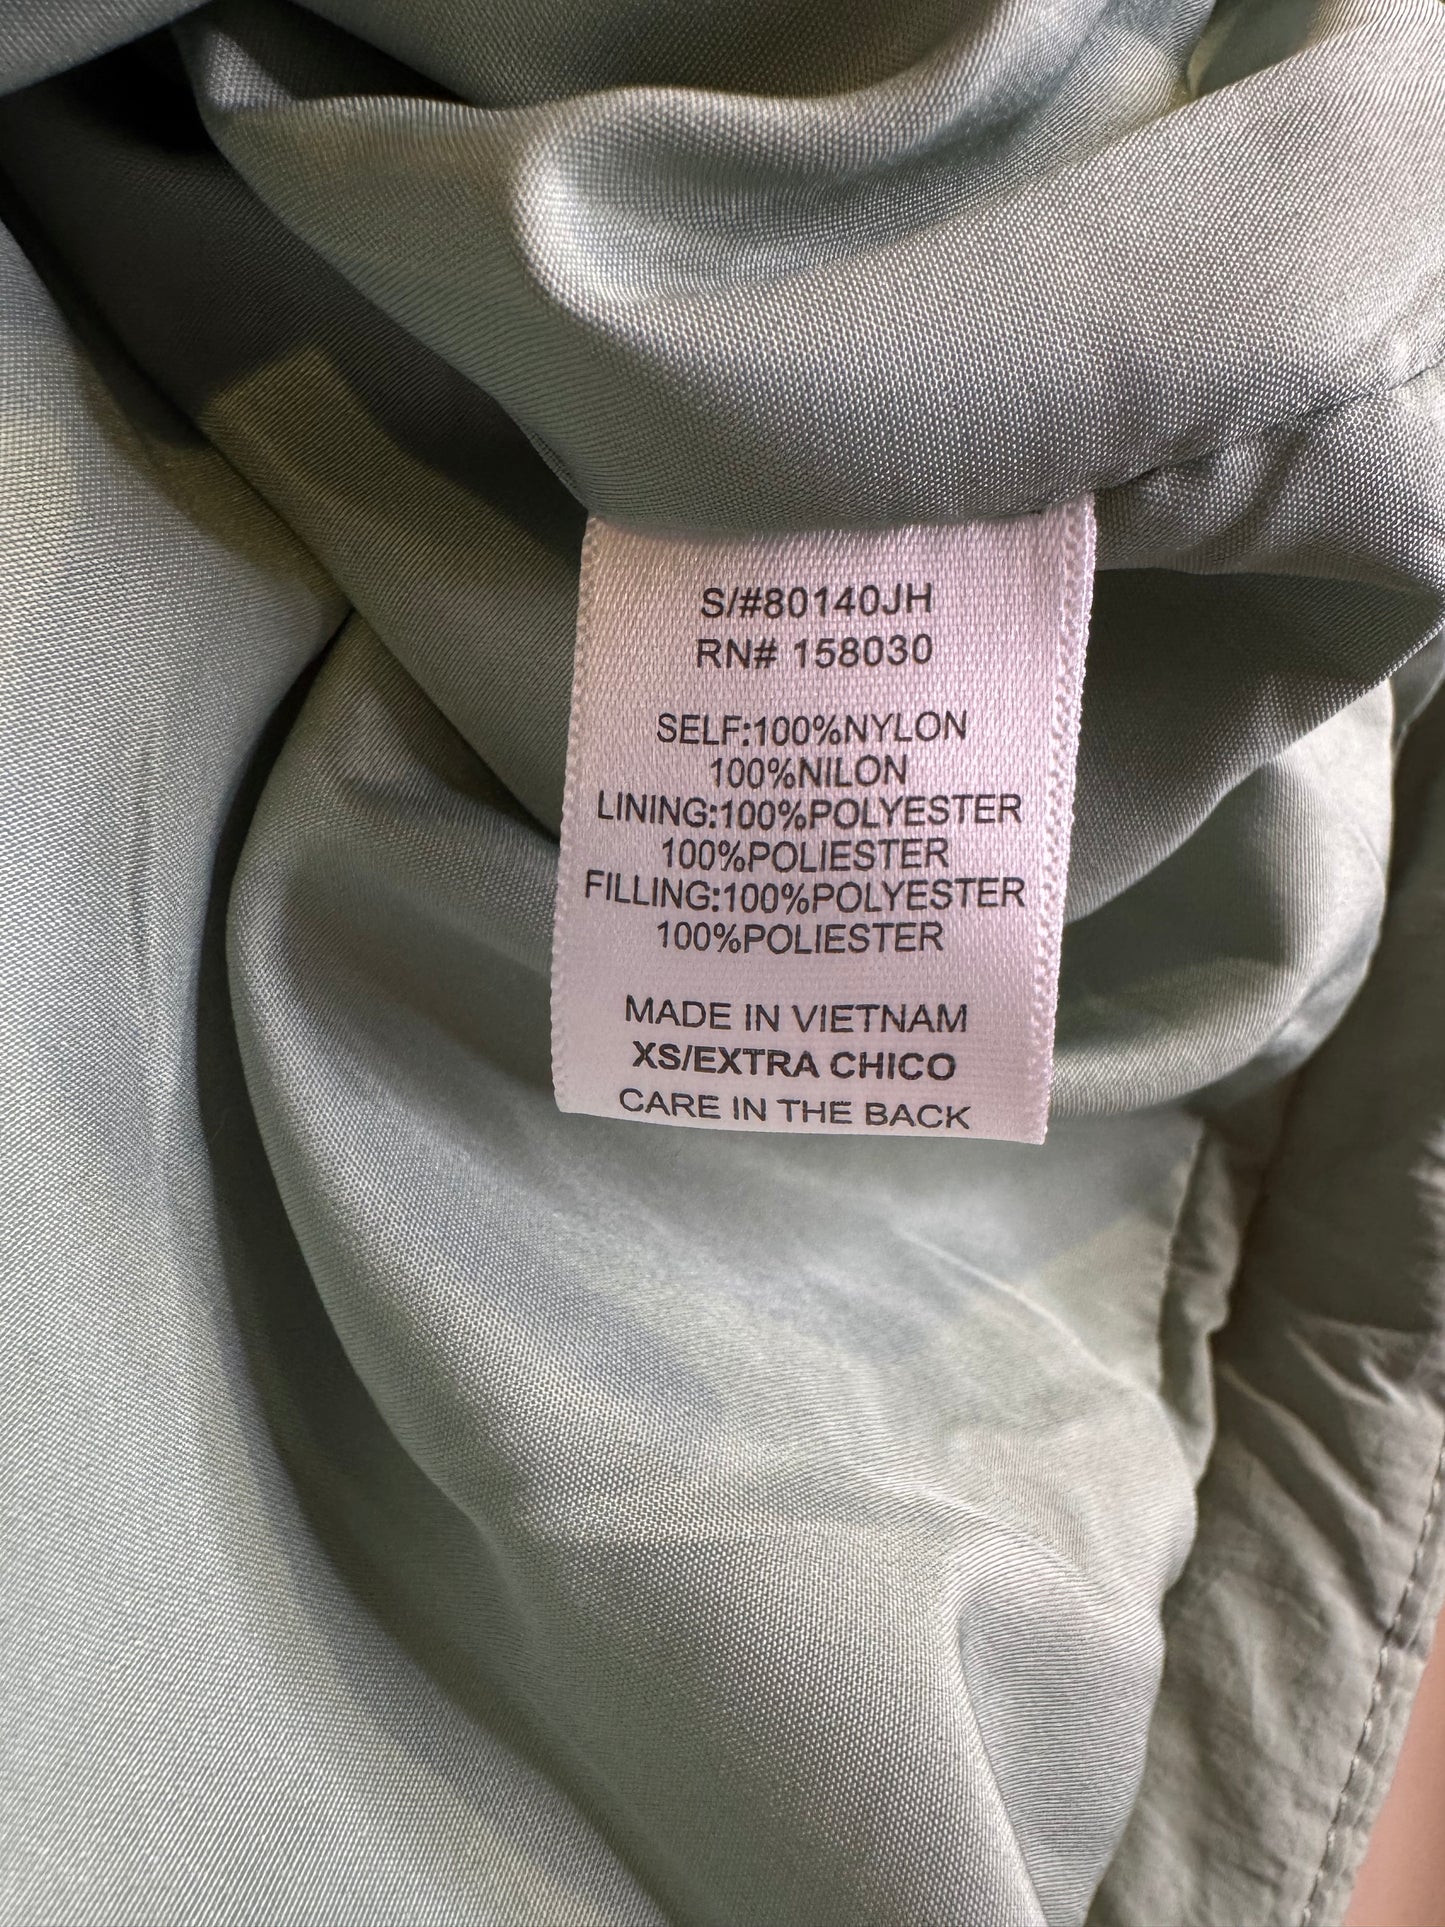 S/#80140JH
RN# 158030
SELF:100%NYLON
100%NILON
LINING:100%POLYESTER
100%POLIESTER
FILLING:100%POLYESTER
100%POLIESTER
MADE IN VIETNAM
XS/EXTRA CHICO
CARE IN THE BACK